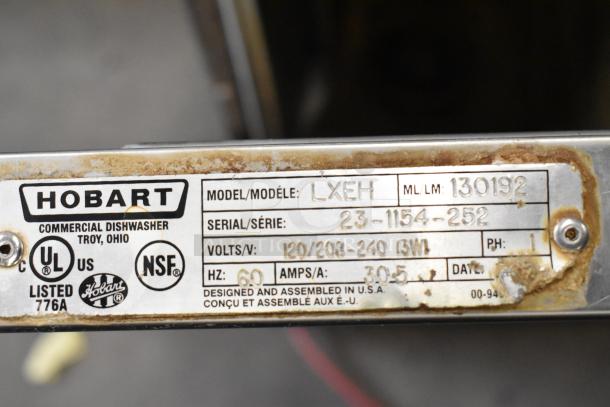 HOBART
COMMERCIAL DISHWASHER
TROY, OHIO
C UL US
LISTED
776A
Hobart
NSF
MODEL/MODÉLE: LXEH ML LM 130192
SERIAL/SÉRIE: 23-1154-252
VOLTS/V: 120/208-240 (3W) PH: 1
HZ: 60 AMPS/A: 30.5 DATE:
DESIGNED AND ASSEMBLED IN U.S.A.
CONÇU ET ASSEMBLÉ AUX É.-U.